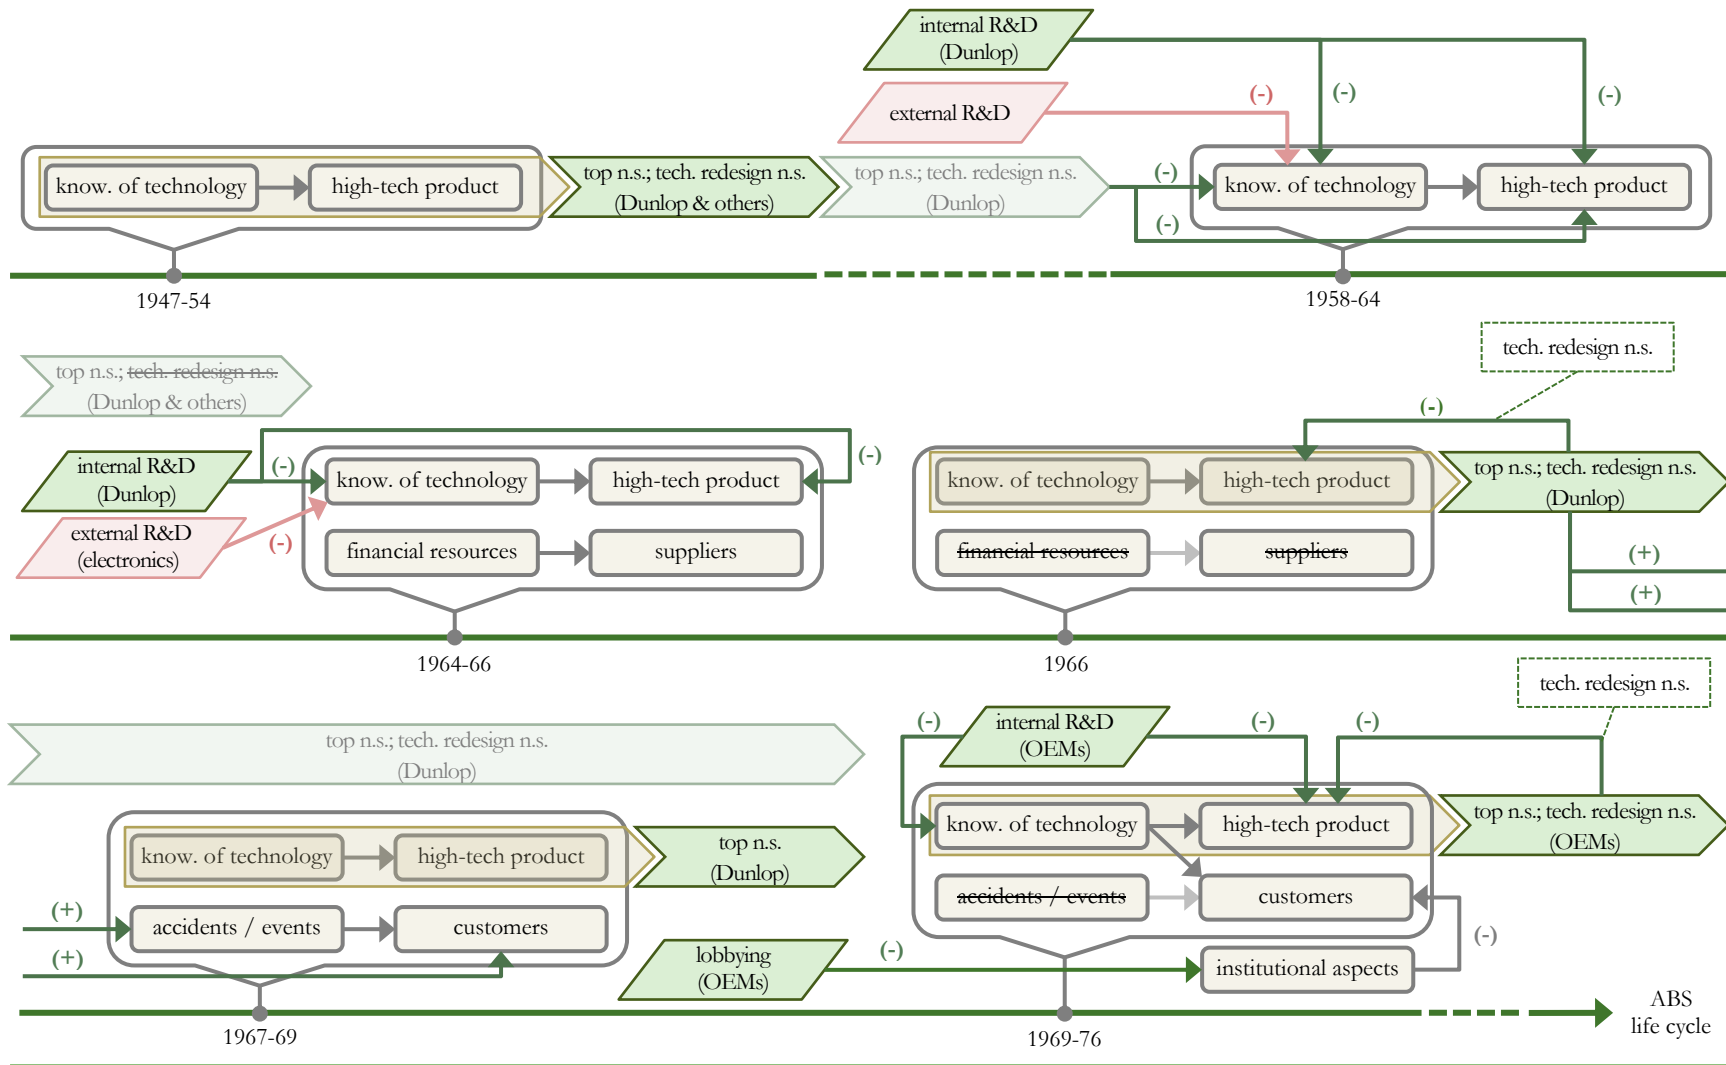 internal R&D
(Dunlop)
external R&D
(-)
(-)
(-)
know. of technology
high-tech product
top n.s.; tech. redesign n.s.
(Dunlop & others)
top n.s.; tech. redesign n.s.
(Dunlop)
(-)
(-)
know. of technology
high-tech product
1947-54
1958-64
tech. redesign n.s.
top n.s.; tech. redesign n.s.
(Dunlop & others)
(-)
internal R&D
(Dunlop)
(-)
know. of technology
high-tech product
(-)
know. of technology
high-tech product
top n.s.; tech. redesign n.s.
(Dunlop)
external R&D
(electronics)
(-)
financial resources
suppliers
financial resources
suppliers
(+)
(+)
1964-66
1966
tech. redesign n.s.
top n.s.; tech. redesign n.s.
(Dunlop)
(-)
internal R&D
(OEMs)
(-)
(-)
know. of technology
high-tech product
top n.s.
(Dunlop)
know. of technology
high-tech product
top n.s.; tech. redesign n.s.
(OEMs)
(+)
accidents / events
customers
accidents / events
customers
(+)
lobbying
(OEMs)
(-)
institutional aspects
(-)
ABS
life cycle
1967-69
1969-76